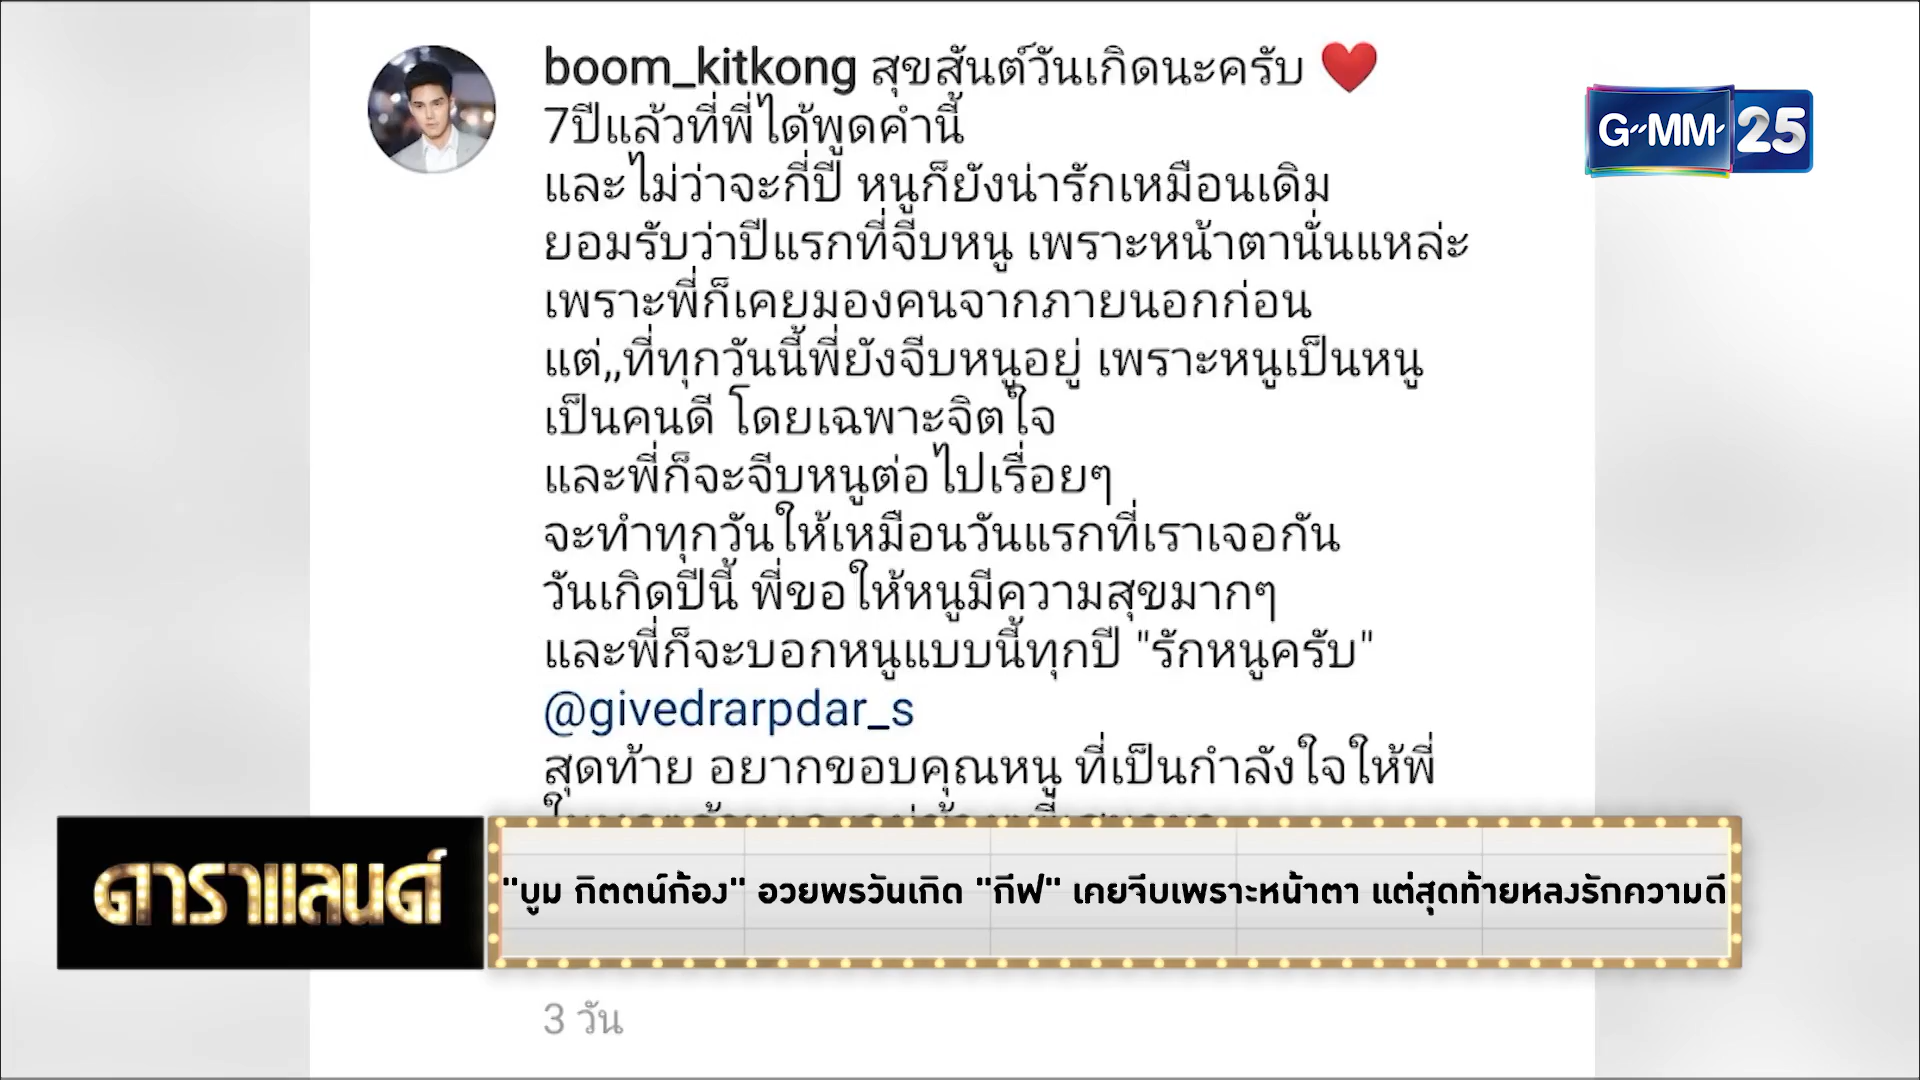 boom_kitkong สุขสันต์วันเกิดนะครับ ❤️
7ปีแล้วที่พี่ได้พูดคำนี้
และไม่ว่าจะกี่ปี หนูก็ยังน่ารักเหมือนเดิม
ยอมรับว่าปีแรกที่จีบหนู เพราะหน้าตานั่นแหล่ะ
เพราะพี่ก็เคยมองคนจากภายนอกก่อน
แต่,,ที่ทุกวันนี้พี่ยังจีบหนูอยู่ เพราะหนูเป็นหนู
เป็นคนดี โดยเฉพาะจิตใจ
และพี่ก็จะจีบหนูต่อไปเรื่อยๆ
จะทำทุกวันให้เหมือนวันแรกที่เราเจอกัน
วันเกิดปีนี้ พี่ขอให้หนูมีความสุขมากๆ
และพี่ก็จะบอกหนูแบบนี้ทุกปี "รักหนูครับ"
@givedrarpdar_s
สุดท้าย อยากขอบคุณหนู ที่เป็นกำลังใจให้พี่
GMM 25
ดาราแลนด์
"บูม กิตตน์ก้อง" อวยพรวันเกิด "กีฟ" เคยจีบเพราะหน้าตา แต่สุดท้ายหลงรักความดี
3 วัน